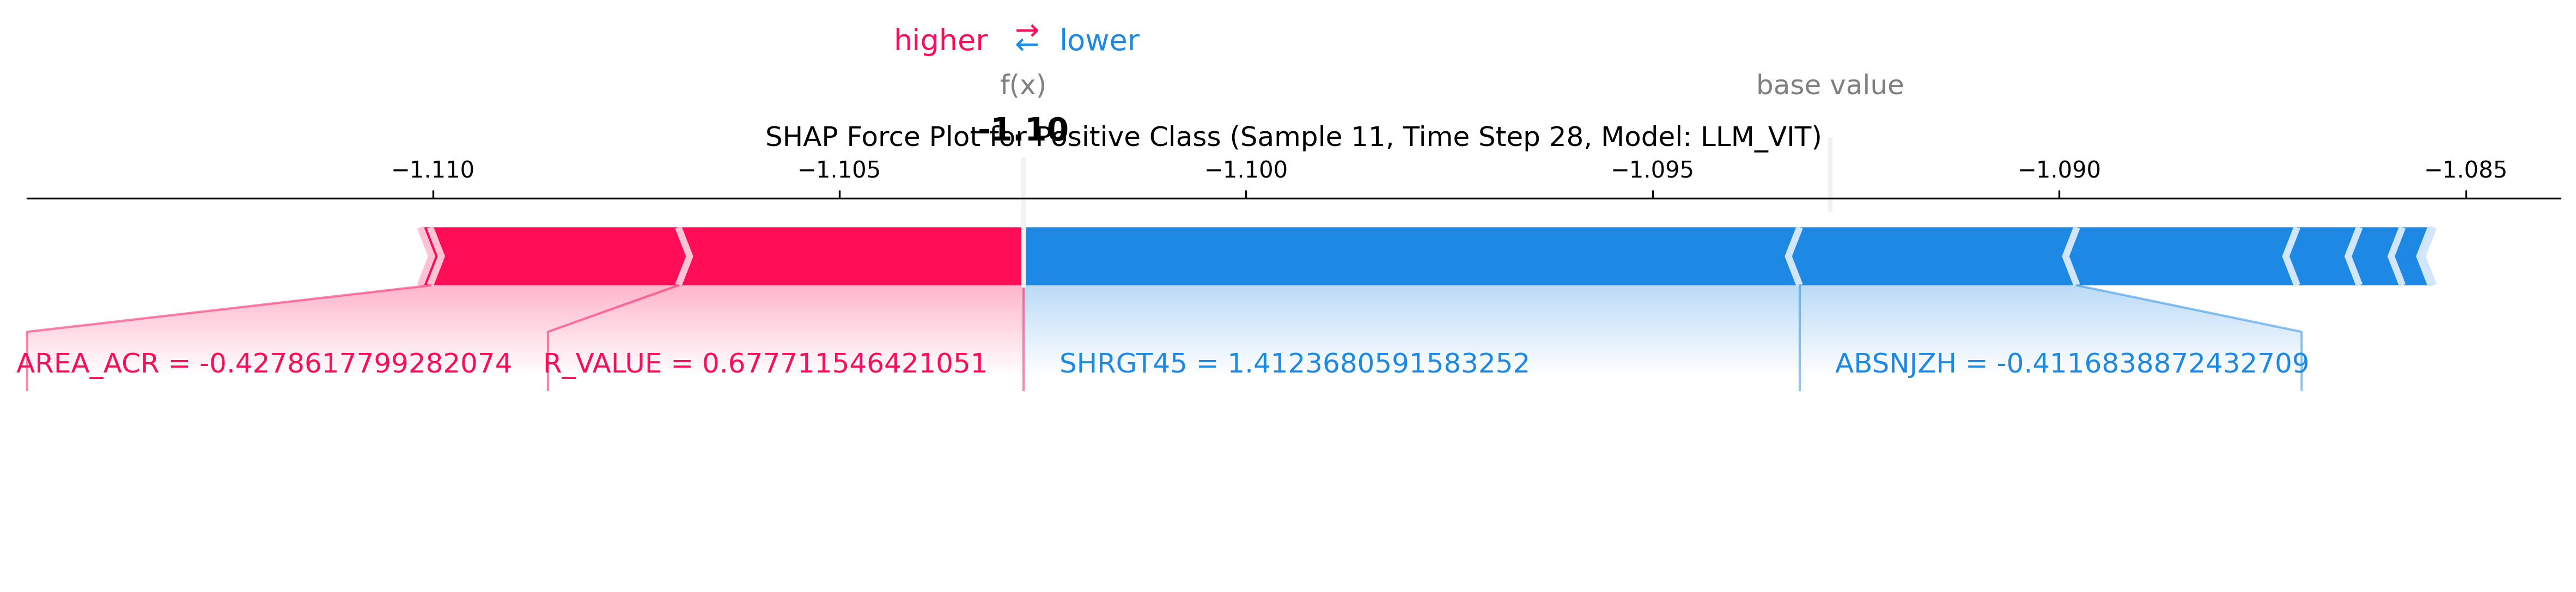 higher ⇄ lower
f(x)
base value
-1.10
SHAP Force Plot for Positive Class (Sample 11, Time Step 28, Model: LLM_VIT)
−1.110 −1.105 −1.100 −1.095 −1.090 −1.085
AREA_ACR = -0.4278617799282074 R_VALUE = 0.677711546421051 SHRGT45 = 1.4123680591583252 ABSNJZH = -0.4116838872432709